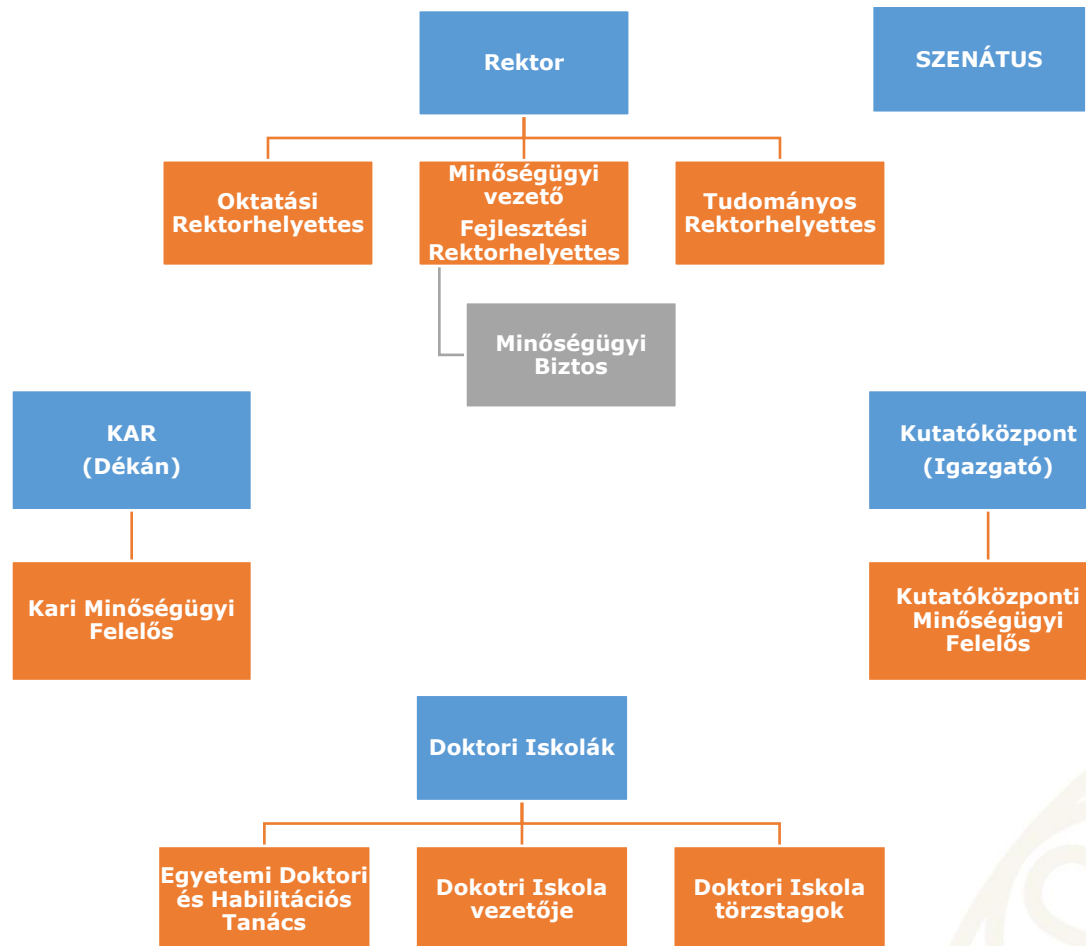 Rektor
SZENÁTUS
Oktatási
Rektorhelyettes
Minőségügyi
vezető
Fejlesztési
Rektorhelyettes
Tudományos
Rektorhelyettes
Minőségügyi
Biztos
KAR
(Dékán)
Kutatóközpont
(Igazgató)
Kari Minőségügyi
Felelős
Kutatóközponti
Minőségügyi
Felelős
Doktori Iskolák
Egyetemi Doktori
és Habilitációs
Tanács
Dokotri Iskola
vezetője
Doktori Iskola
törzstagok